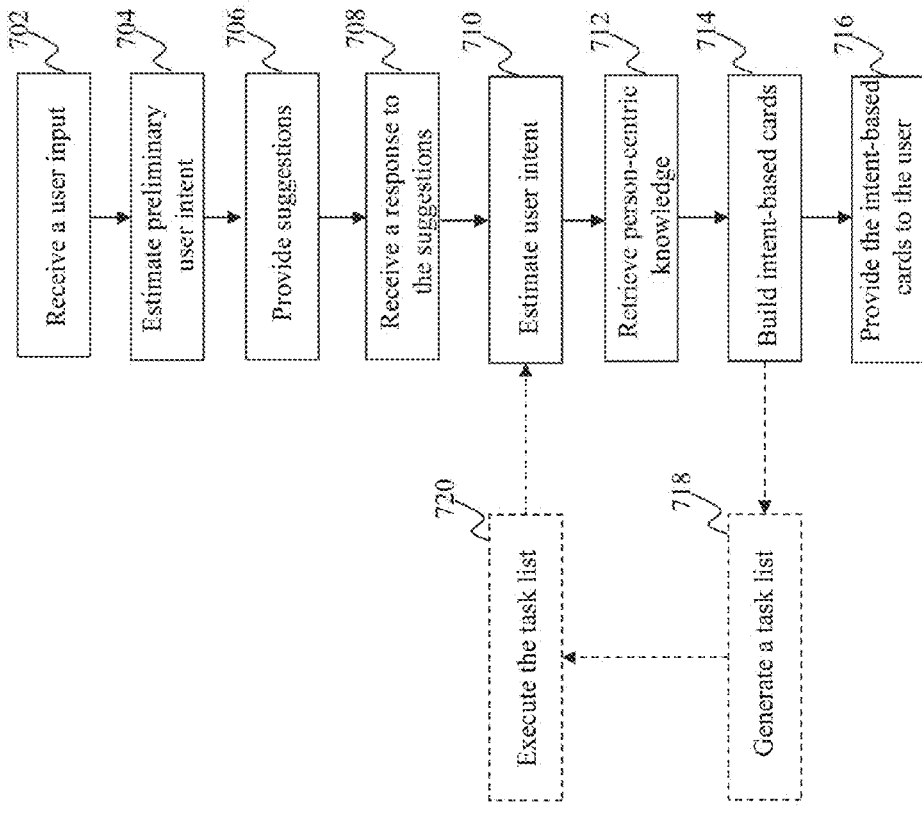 702
Receive a user input
704
Estimate preliminary
user intent
706
Provide suggestions
708
Receive a response to
the suggestions
710
Estimate user intent
712
Retrieve person-centric
knowledge
714
Build intent-based cards
716
Provide the intent-based
cards to the user
720
Execute the task list
718
Generate a task list